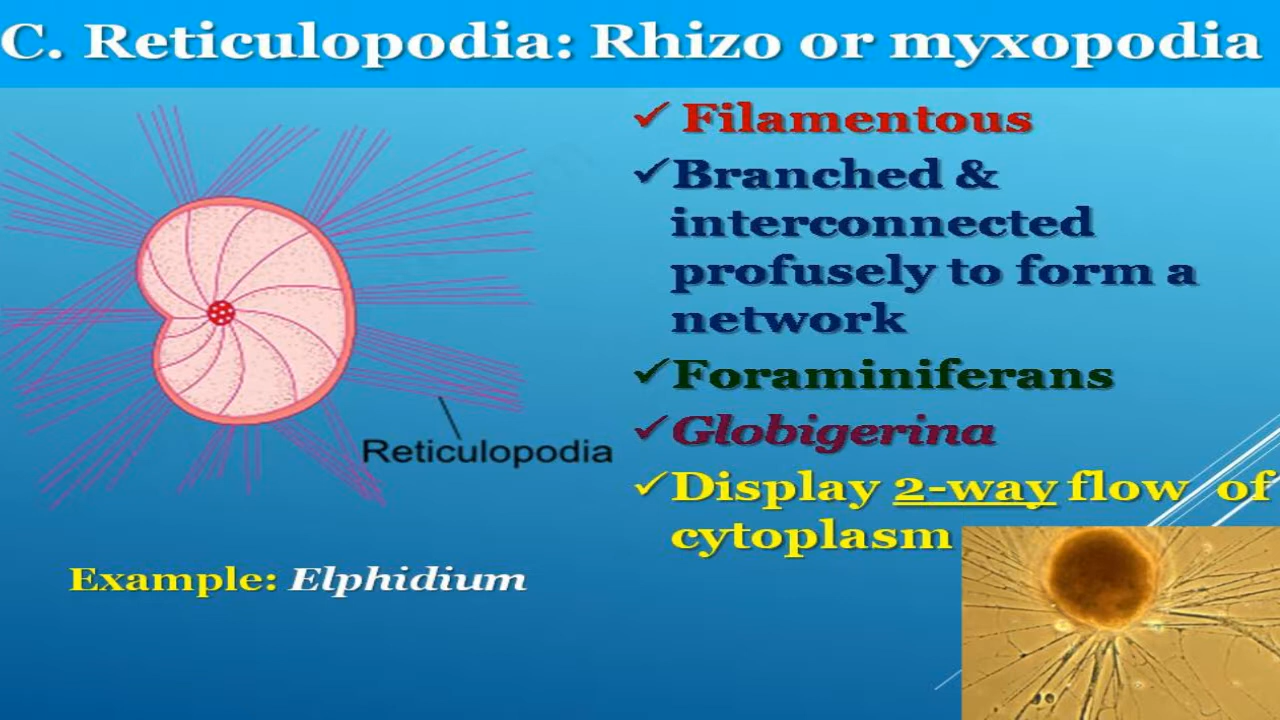 C. Reticulopodia: Rhizo or myxopodia
✓ Filamentous
✓Branched &
interconnected
profusely to form a
network
✓Foraminiferans
✓Globigerina
✓Display 2-way flow of
cytoplasm
Reticulopodia
Example: Elphidium